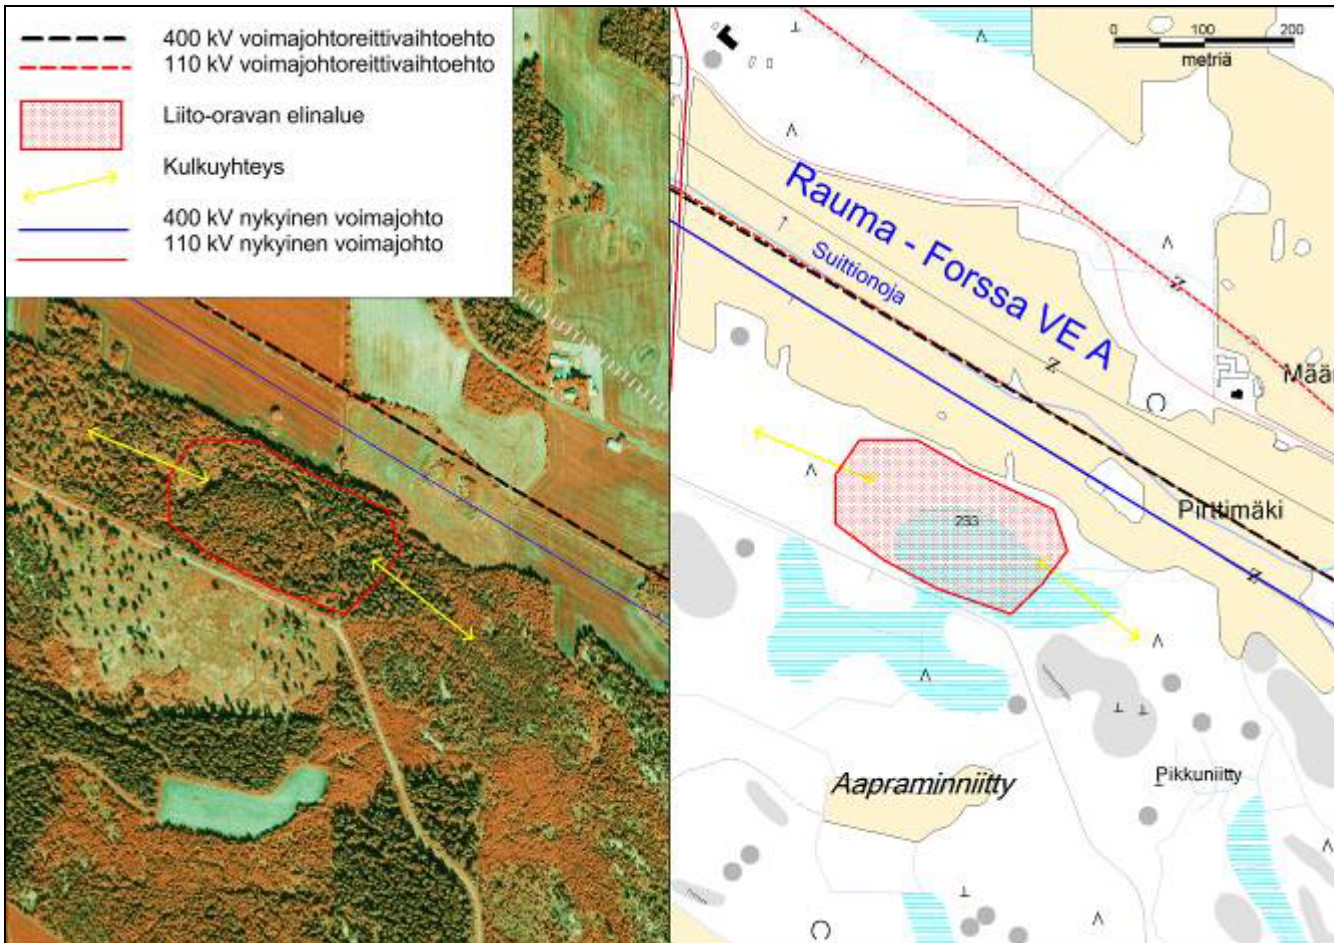 400 kV voimajohtoreittivaihtoehto
110 kV voimajohtoreittivaihtoehto
Liito-oravan elinalue
Kulkuyhteys
400 kV nykyinen voimajohto
110 kV nykyinen voimajohto
0 100 200
metriä
Rauma - Forssa VE A
Suittionoja
Määr
Pirttimäki
233
Aapraminniitty
Pikkuniitty